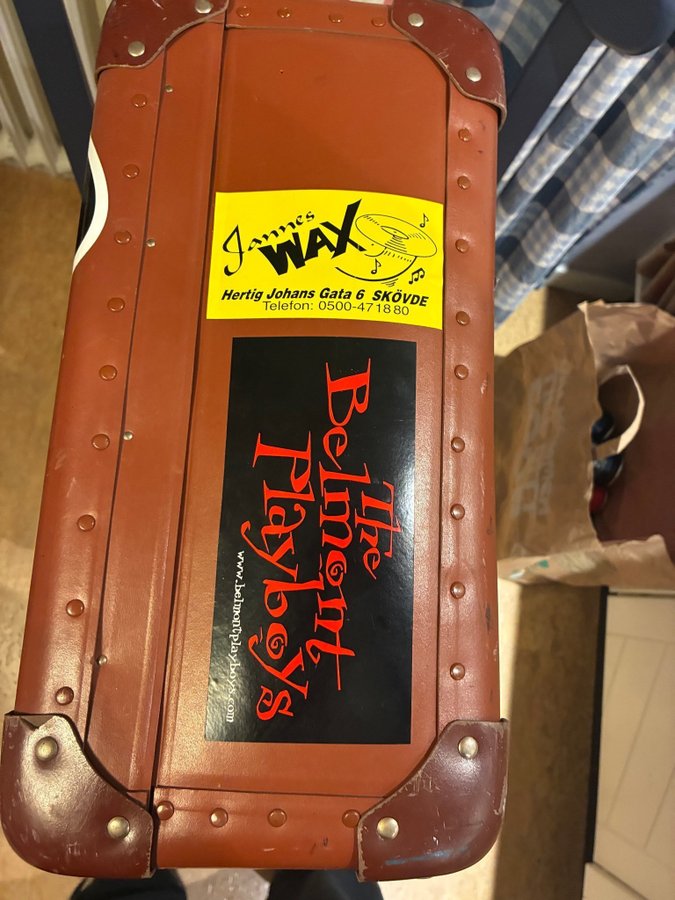 Jannes
WAX
Hertig Johans Gata 6 SKÖVDE
Telefon: 0500-471880
The
Belmont
Playboys
www.belmontplayboys.com